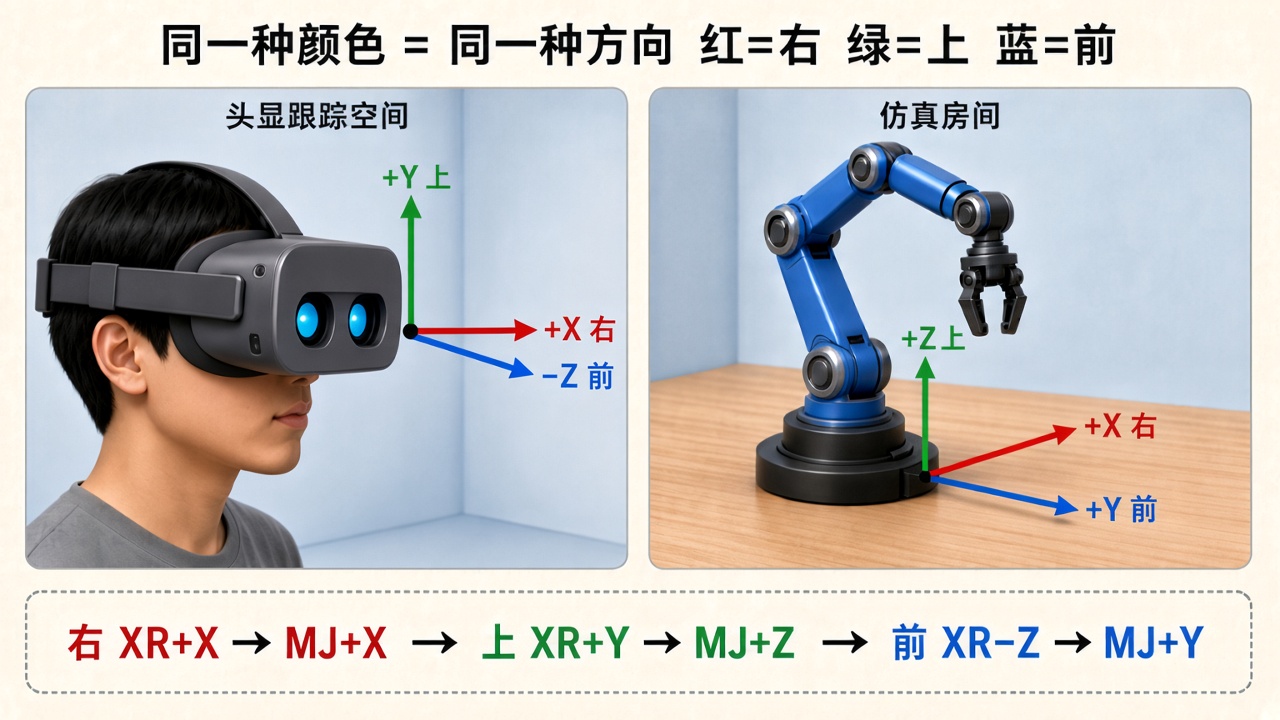 同一种颜色 = 同一种方向 红=右 绿=上 蓝=前
头显跟踪空间
+Y 上
+X 右
−Z 前
仿真房间
+Z 上
+X 右
+Y 前
右 XR+X → MJ+X → 上 XR+Y → MJ+Z → 前 XR−Z → MJ+Y